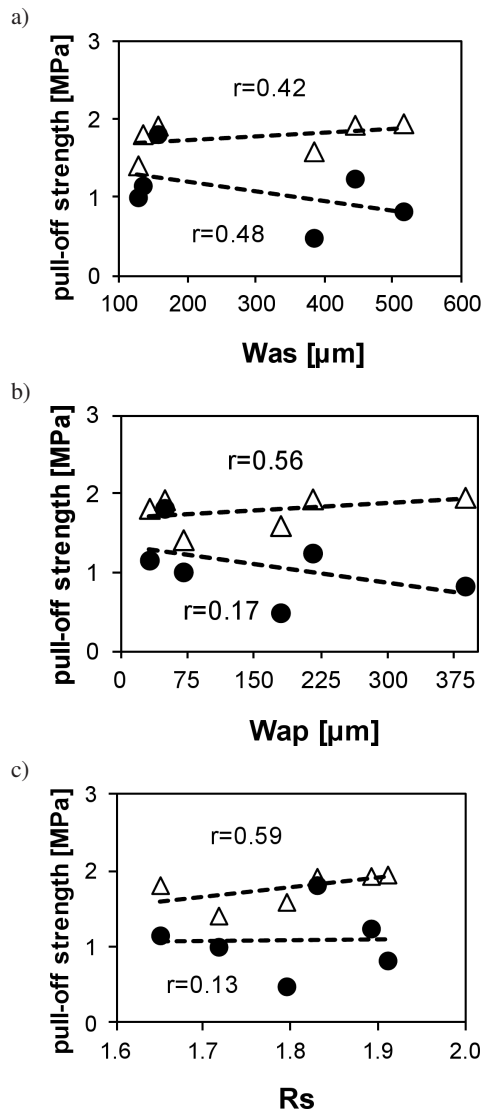 a)
pull-off strength [MPa]
3
2
1
0
r=0.42
r=0.48
100 200 300 400 500 600
Was [µm]
b)
pull-off strength [MPa]
3
2
1
0
r=0.56
r=0.17
0 75 150 225 300 375
Wap [µm]
c)
pull-off strength [MPa]
3
2
1
0
r=0.59
r=0.13
1.6 1.7 1.8 1.9 2.0
Rs